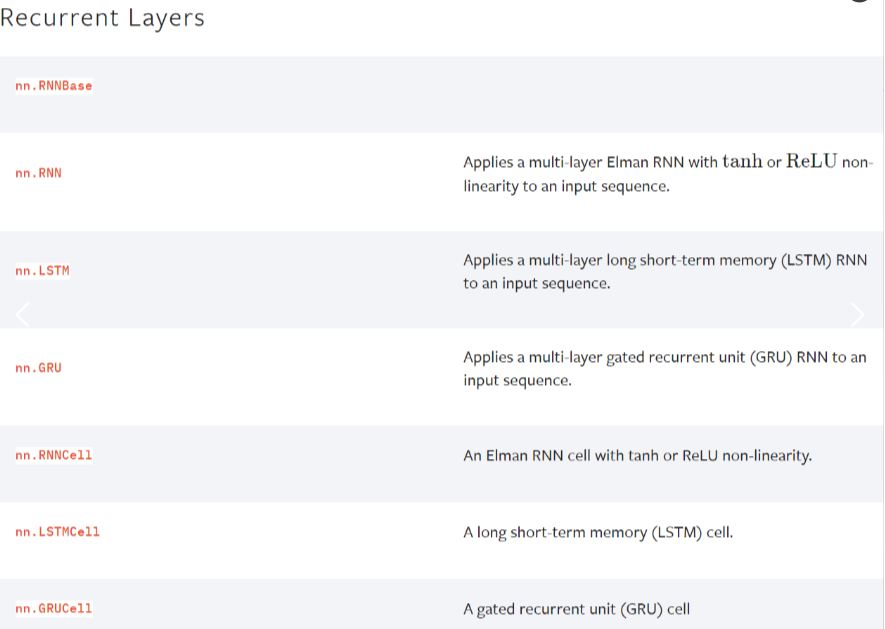 Recurrent Layers
nn.RNNBase
nn.RNN
Applies a multi-layer Elman RNN with tanh or ReLU non-
linearity to an input sequence.
nn.LSTM
Applies a multi-layer long short-term memory (LSTM) RNN
to an input sequence.
nn.GRU
Applies a multi-layer gated recurrent unit (GRU) RNN to an
input sequence.
nn.RNNCell
An Elman RNN cell with tanh or ReLU non-linearity.
nn.LSTMCell
A long short-term memory (LSTM) cell.
nn.GRUCell
A gated recurrent unit (GRU) cell